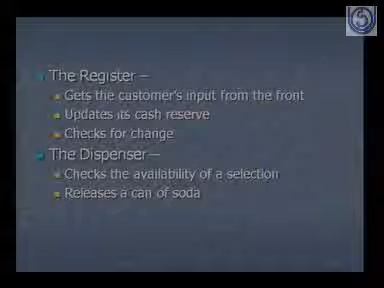 The Register –
Gets the customer's input from the front
Updates its cash reserve
Checks for change
The Dispenser –
Checks the availability of a selection
Releases a can of soda